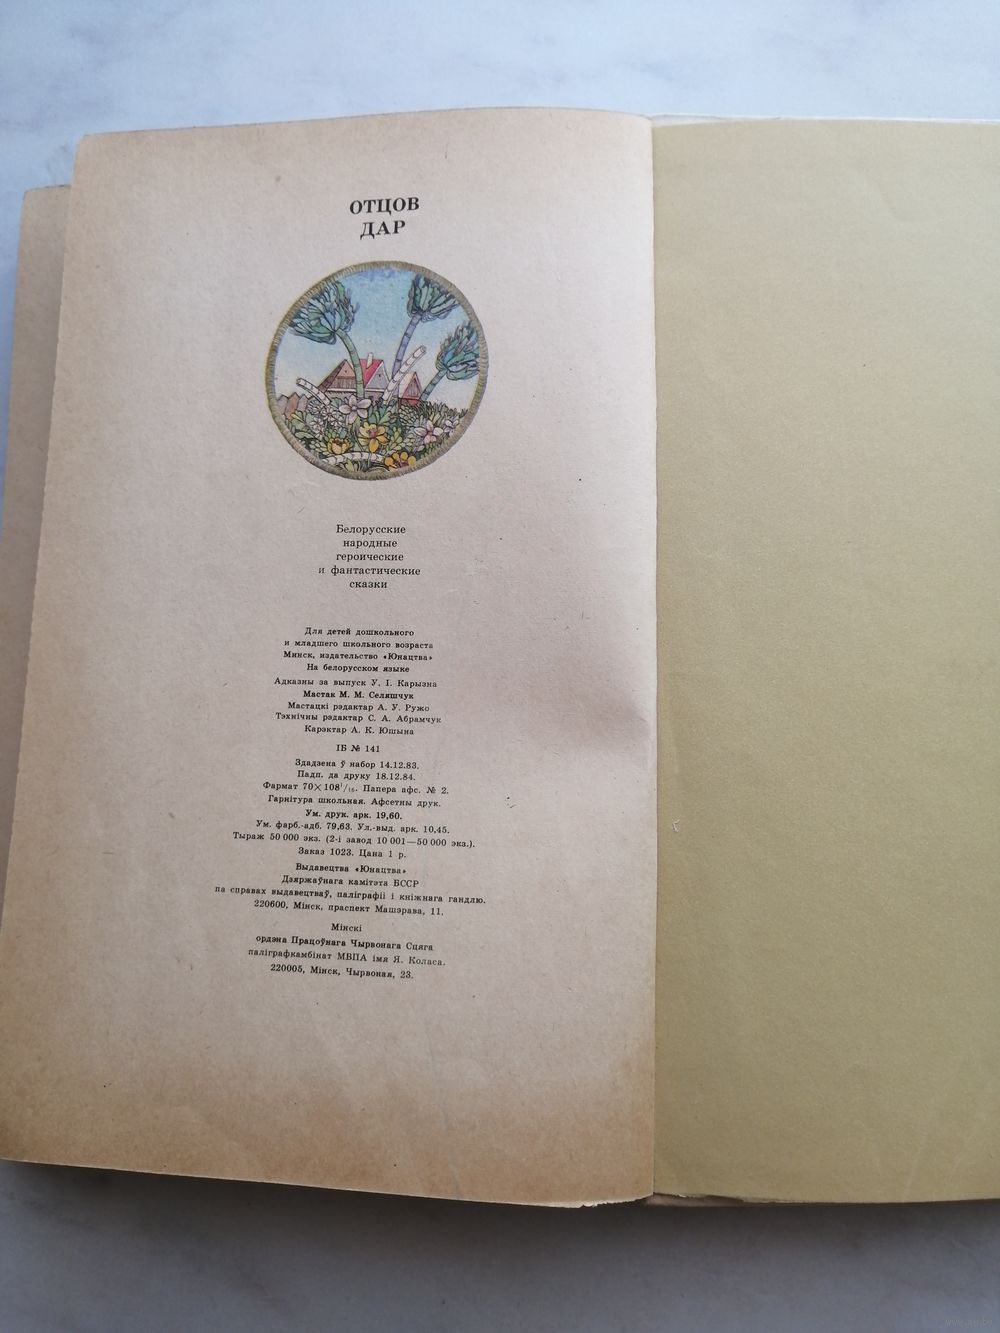 ОТЦОВ
ДАР
Белорусские
народные
героические
и фантастические
сказки
Для детей дошкольного
и младшего школьного возраста
Минск, издательство «Юнацтва»
На белорусском языке
Адказны за выпуск У. І. Карызна
Мастак М. М. Селяшчук
Мастацкі рэдактар А. У. Ружо
Тэхнічны рэдактар С. А. Абрамчук
Карэктар А. К. Юшына
ІБ № 141
Здадзена ў набор 14.12.83.
Падп. да друку 18.12.84.
Фармат 70×108¹/₁₆. Папера афс. № 2.
Гарнітура школьная. Афсетны друк.
Ум. друк. арк. 19,60.
Ум. фарб.-адб. 79,63. Ул.-выд. арк. 10,45.
Тыраж 50 000 экз. (2-і завод 10 001—50 000 экз.).
Заказ 1023. Цана 1 р.
Выдавецтва «Юнацтва»
Дзяржаўнага камітэта БССР
па справах выдавецтваў, паліграфіі і кніжнага гандлю.
220600, Мінск, праспект Машэрава, 11.
Мінскі
ордэна Працоўнага Чырвонага Сцяга
паліграфкамбінат МВПА імя Я. Коласа.
220005, Мінск, Чырвоная, 23.